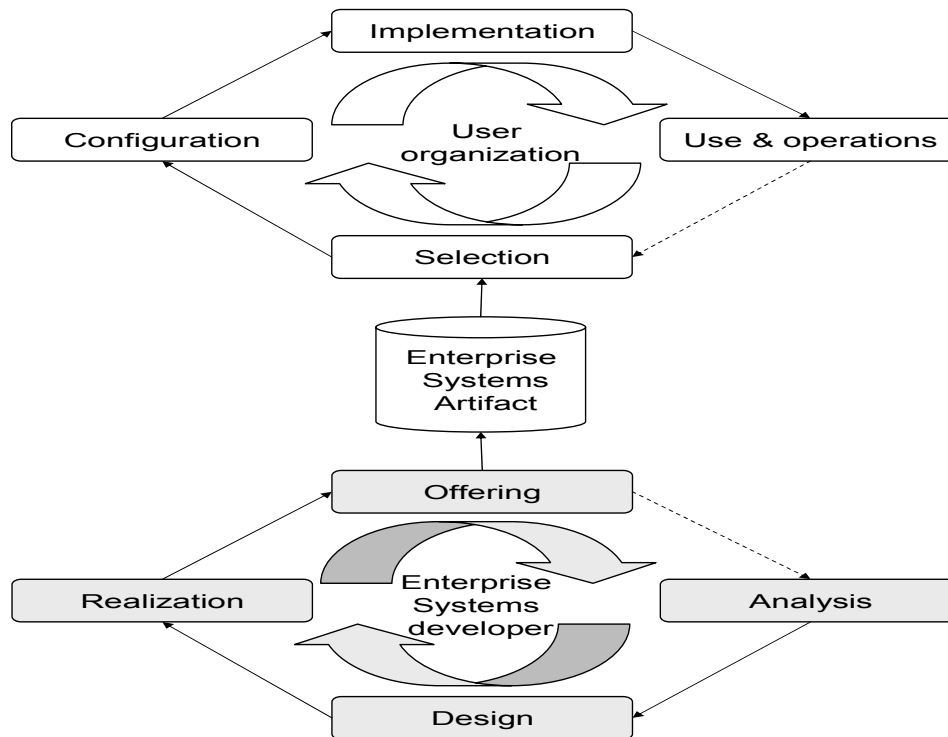 Implementation
Configuration
User
organization
Use & operations
Selection
Enterprise
Systems
Artifact
Offering
Realization
Enterprise
Systems
developer
Analysis
Design